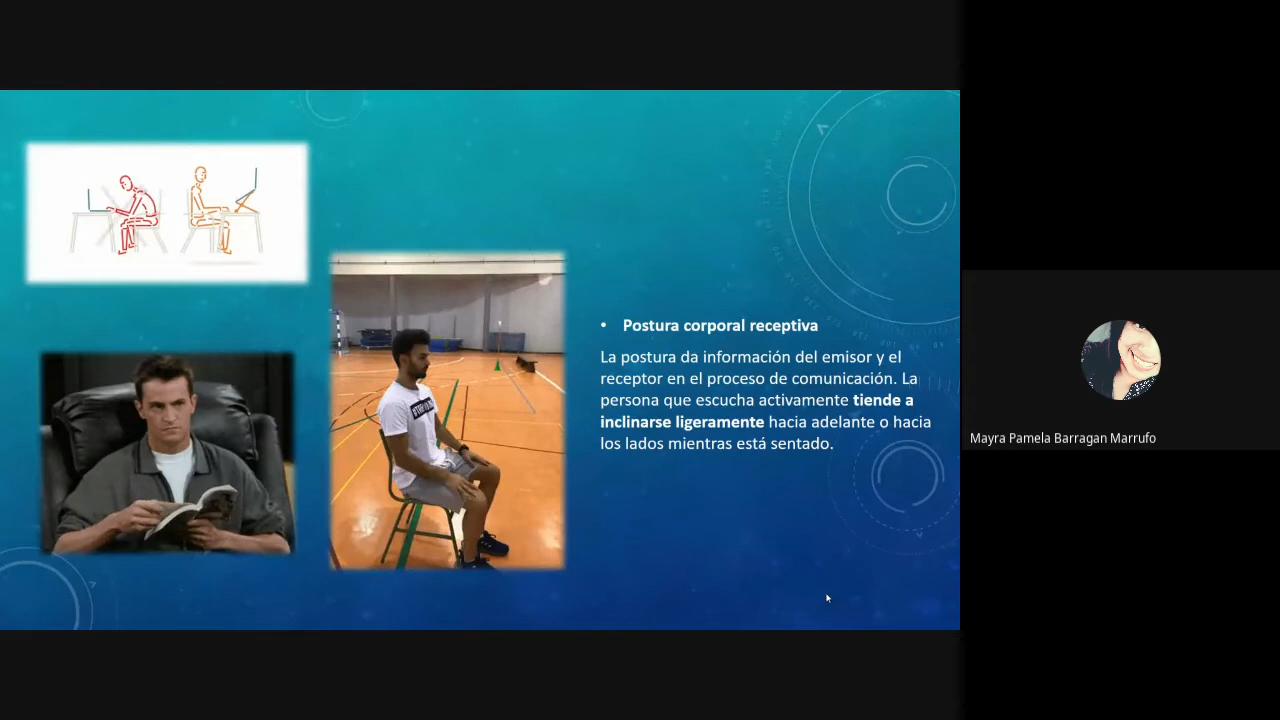 • Postura corporal receptiva
La postura da información del emisor y el
receptor en el proceso de comunicación. La
persona que escucha activamente tiende a
inclinarse ligeramente hacia adelante o hacia
los lados mientras está sentado.
Mayra Pamela Barragan Marrufo